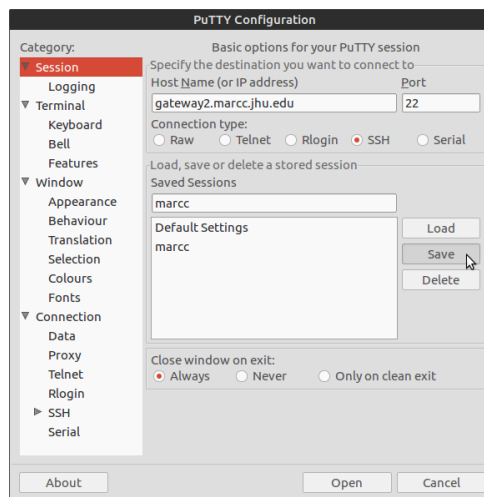 PuTTY Configuration
Category:
Session
Logging
Terminal
Keyboard
Bell
Features
Window
Appearance
Behaviour
Translation
Selection
Colours
Fonts
Connection
Data
Proxy
Telnet
Rlogin
SSH
Serial
Basic options for your PuTTY session
Specify the destination you want to connect to
Host Name (or IP address) Port
gateway2.marcc.jhu.edu 22
Connection type:
Raw Telnet Rlogin SSH Serial
Load, save or delete a stored session
Saved Sessions
marcc
Default Settings
marcc
Load
Save
Delete
Close window on exit:
Always Never Only on clean exit
About Open Cancel